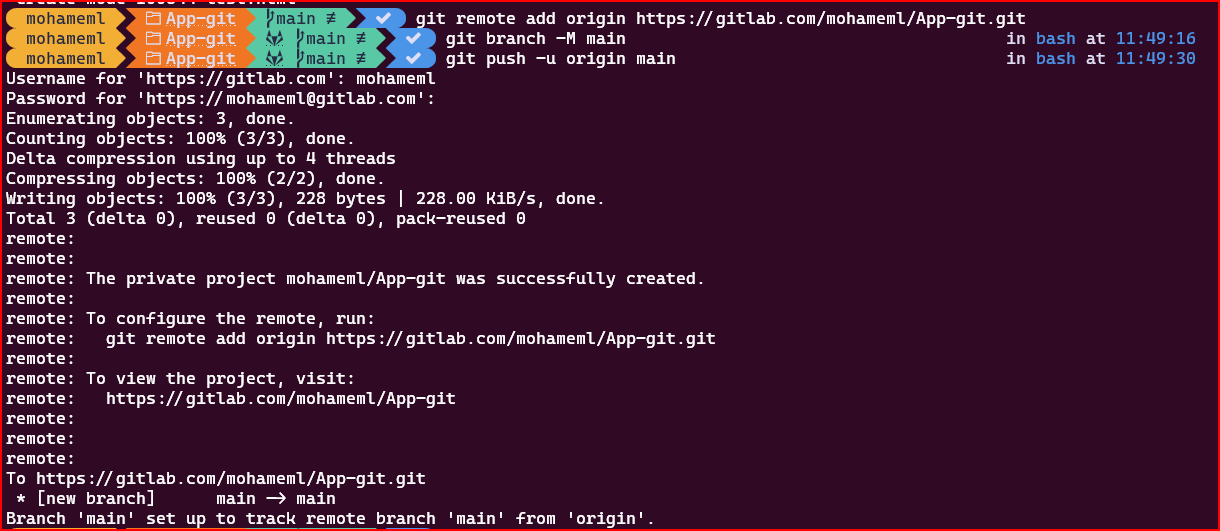 mohameml App-git main ≢ ✔ git remote add origin https://gitlab.com/mohameml/App-git.git
mohameml App-git main ≢ ✔ git branch -M main in bash at 11:49:16
mohameml App-git main ≢ ✔ git push -u origin main in bash at 11:49:30
Username for 'https://gitlab.com': mohameml
Password for 'https://mohameml@gitlab.com':
Enumerating objects: 3, done.
Counting objects: 100% (3/3), done.
Delta compression using up to 4 threads
Compressing objects: 100% (2/2), done.
Writing objects: 100% (3/3), 228 bytes | 228.00 KiB/s, done.
Total 3 (delta 0), reused 0 (delta 0), pack-reused 0
remote:
remote:
remote: The private project mohameml/App-git was successfully created.
remote:
remote: To configure the remote, run:
remote:   git remote add origin https://gitlab.com/mohameml/App-git.git
remote:
remote: To view the project, visit:
remote:   https://gitlab.com/mohameml/App-git
remote:
remote:
remote:
To https://gitlab.com/mohameml/App-git.git
 * [new branch]      main -> main
Branch 'main' set up to track remote branch 'main' from 'origin'.